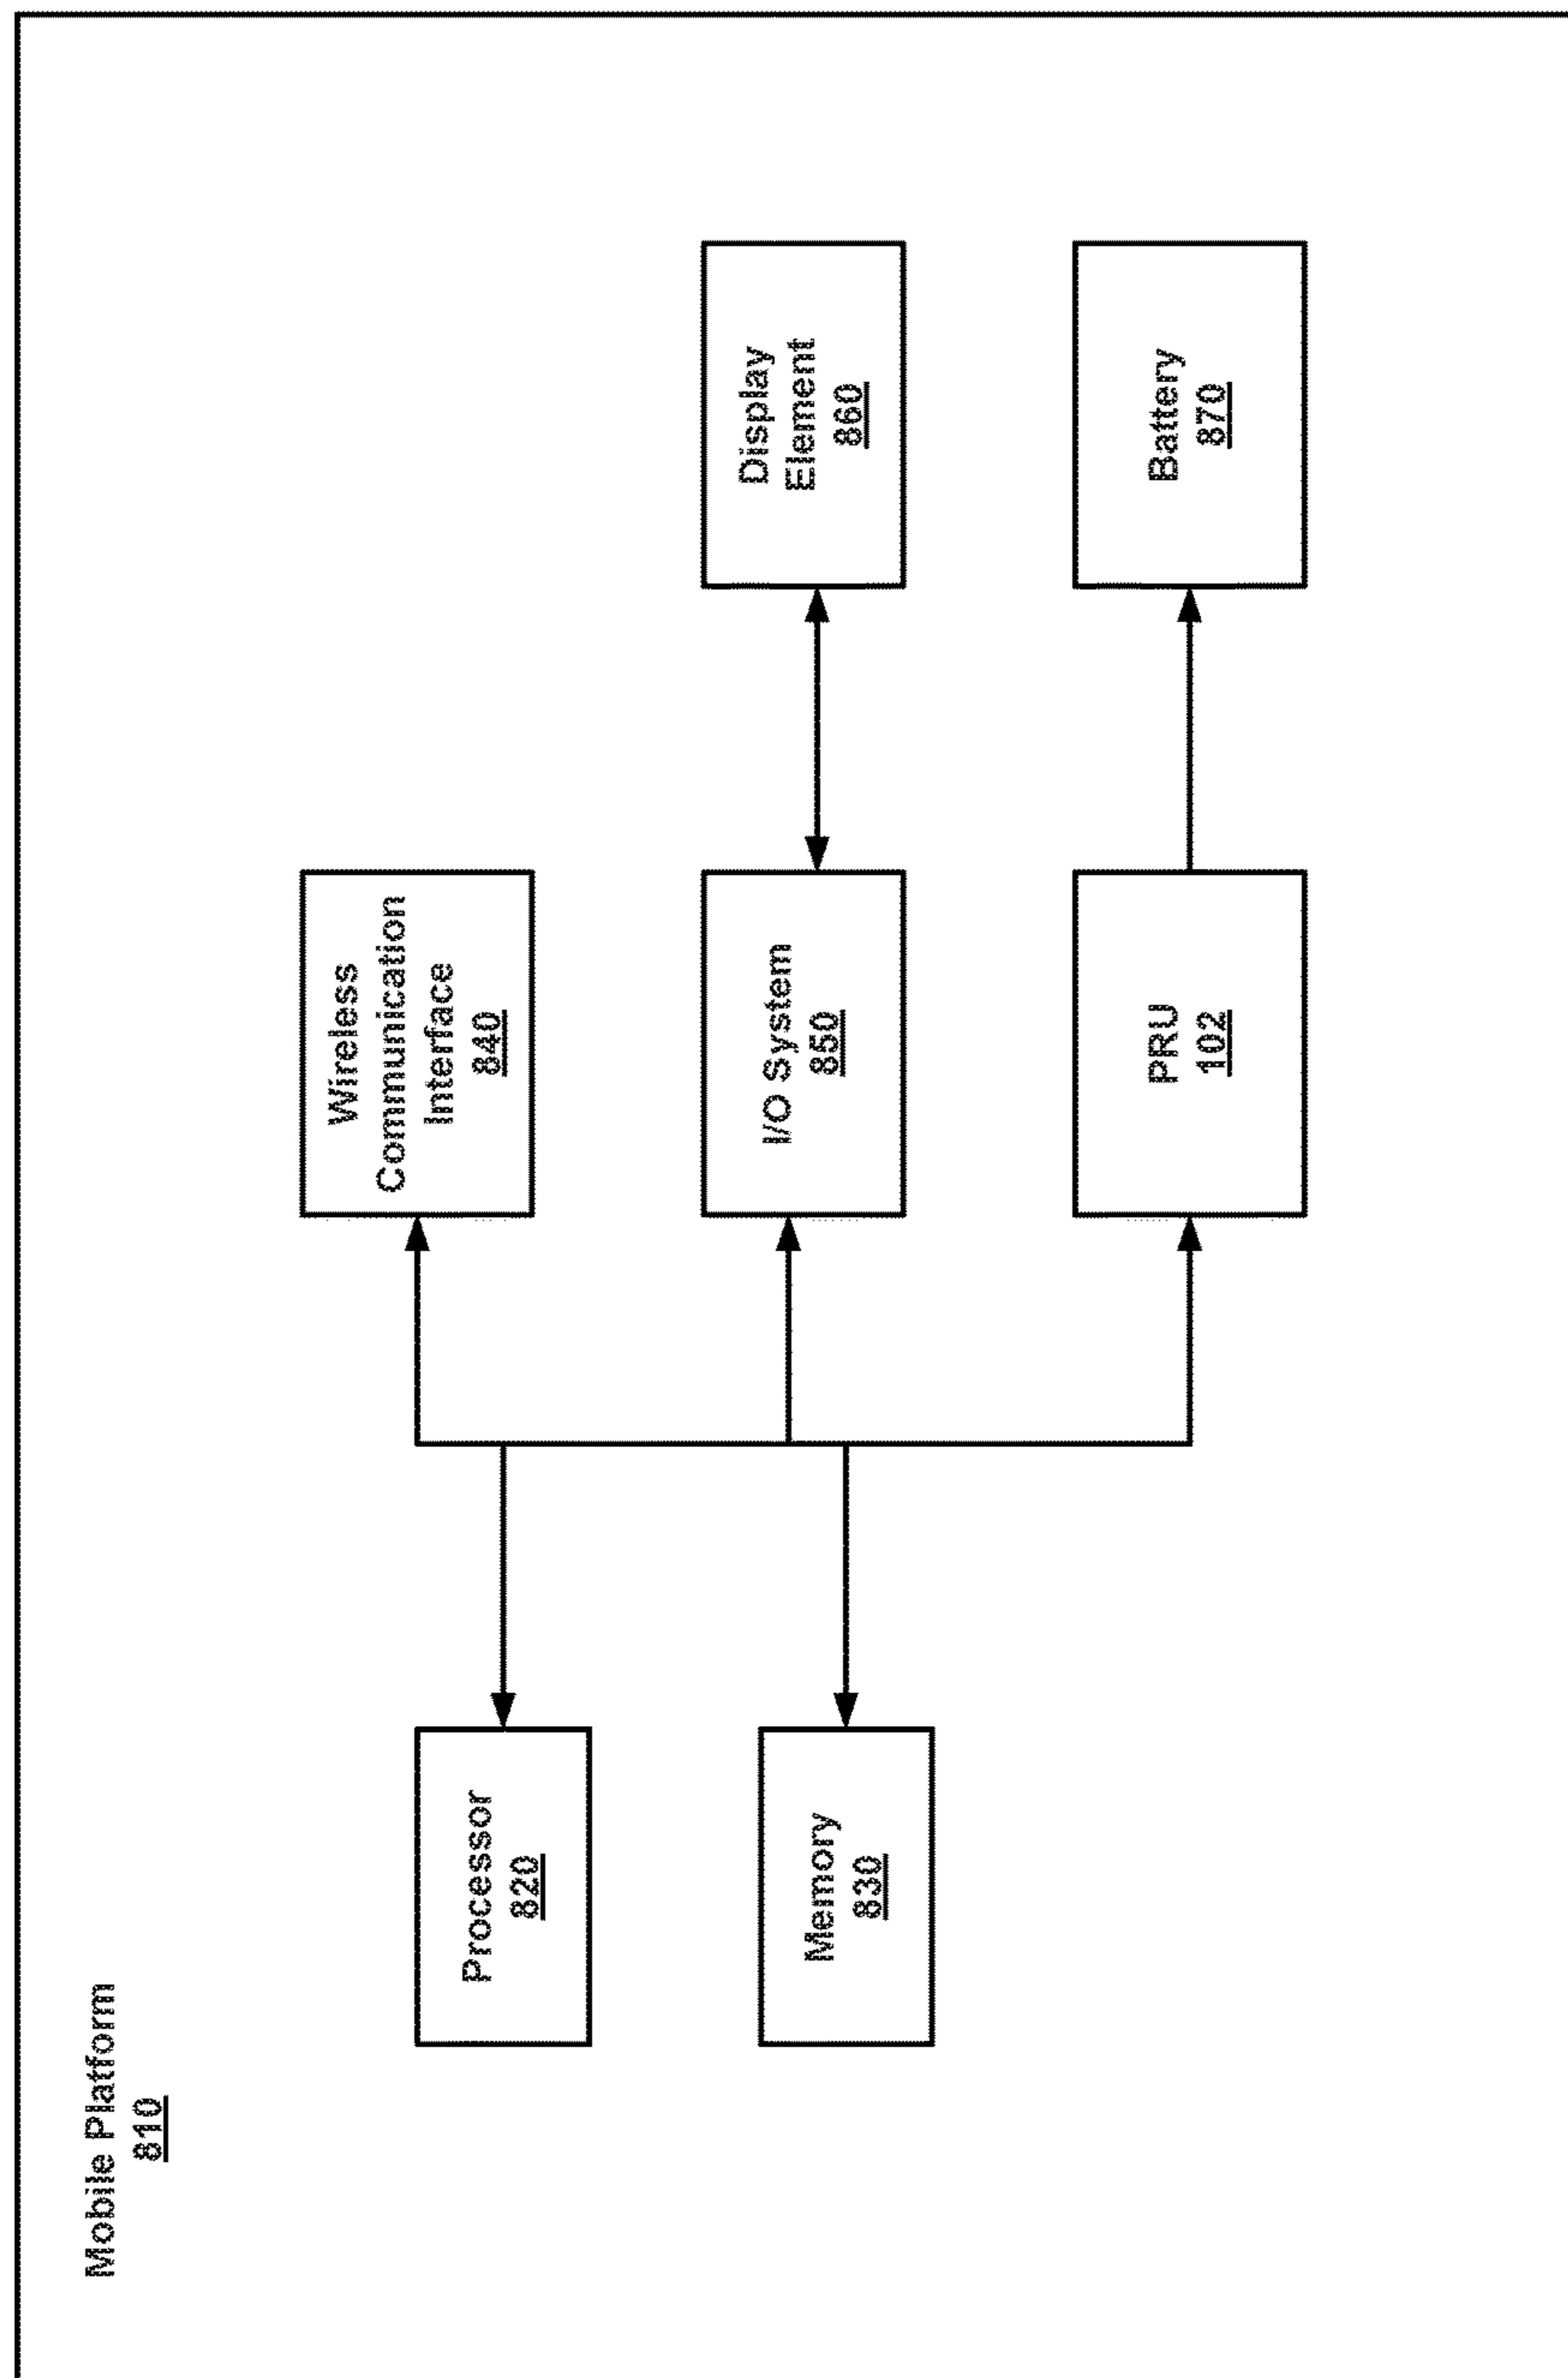 Mobile Platform
810
Processor
820
Memory
830
Wireless
Communication
Interface
840
I/O System
850
PRU
102
Display
Element
860
Battery
870